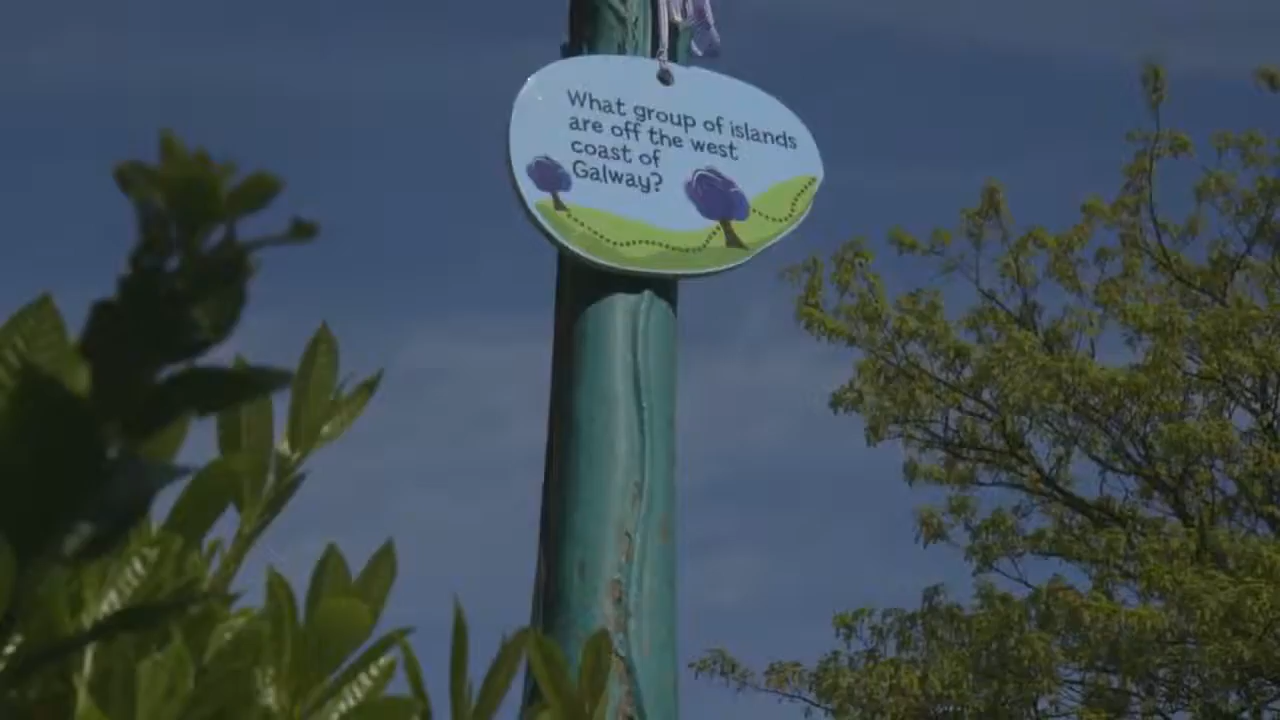 What group of islands
are off the west
coast of
Galway?